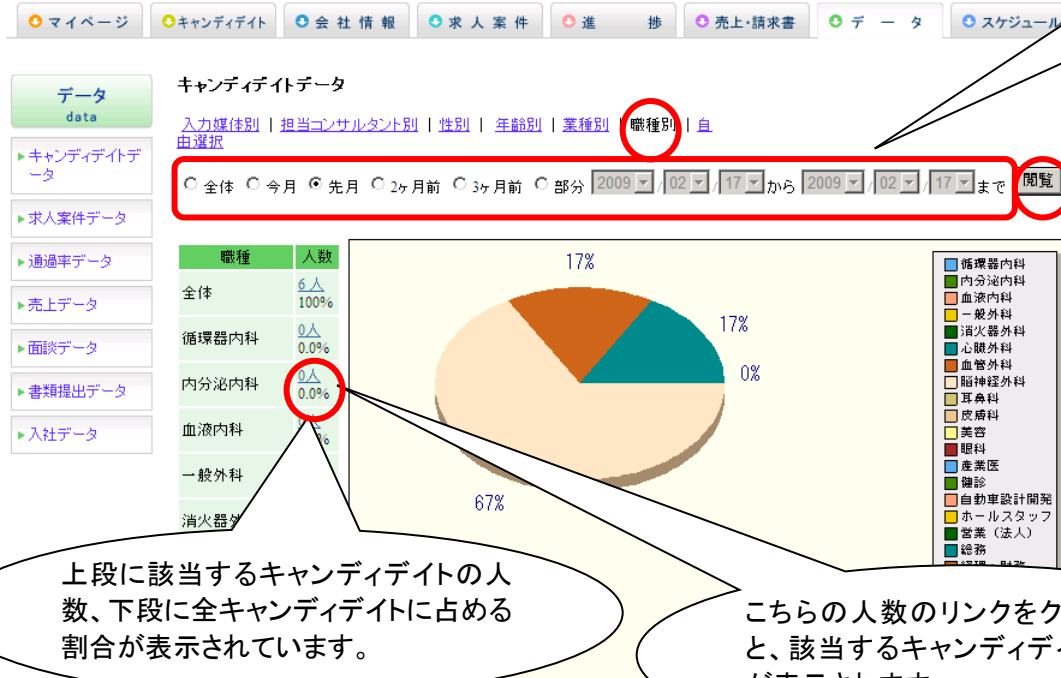 マイページ
キャンディデイト
会社情報
求人案件
進 捗
売上・請求書
データ
スケジュール
データ
data
キャンディデイトデ
ータ
求人案件データ
通過率データ
売上データ
面談データ
書類提出データ
入社データ
キャンディデイトデータ
入力媒体別 | 担当コンサルタント別 | 性別 | 年齢別 | 業種別 | 職種別 | 自
由選択
全体 今月 先月 2ヶ月前 3ヶ月前 部分 2009 / 02 / 17 から 2009 / 02 / 17 まで 閲覧
職種 人数
全体 6人
100%
循環器内科 0人
0.0%
内分泌内科 0人
0.0%
血液内科
一般外科
消火器外
17%
17%
0%
67%
循環器内科
内分泌内科
血液内科
一般外科
消火器外科
心臓外科
血管外科
脳神経外科
耳鼻科
皮膚科
美容
眼科
産業医
健診
自動車設計開発
ホールスタッフ
営業（法人）
総務
上段に該当するキャンディデイトの人
数、下段に全キャンディデイトに占める
割合が表示されています。
こちらの人数のリンクをク
と、該当するキャンディデ
が表示されます